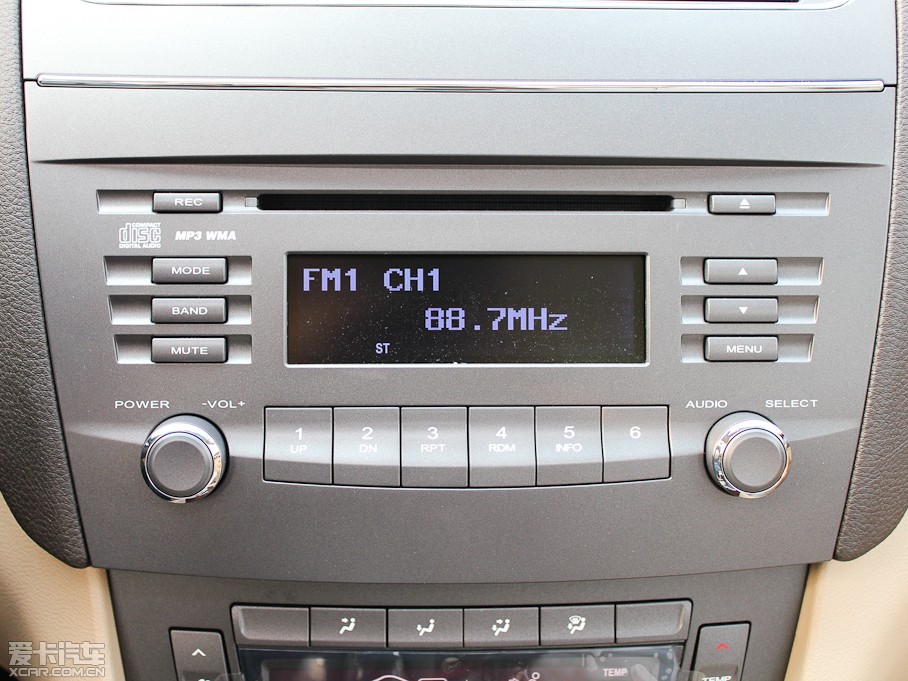 REC
COMPACT
disc
DIGITAL AUDIO
MP3 WMA
MODE
BAND
MUTE
FM1 CH1
88.7MHz
ST
MENU
POWER -VOL+
AUDIO SELECT
1 2 3 4 5 6
UP DN RPT RDM INFO
TEMP
TEMP
爱卡汽车
XCAR.COM.CN